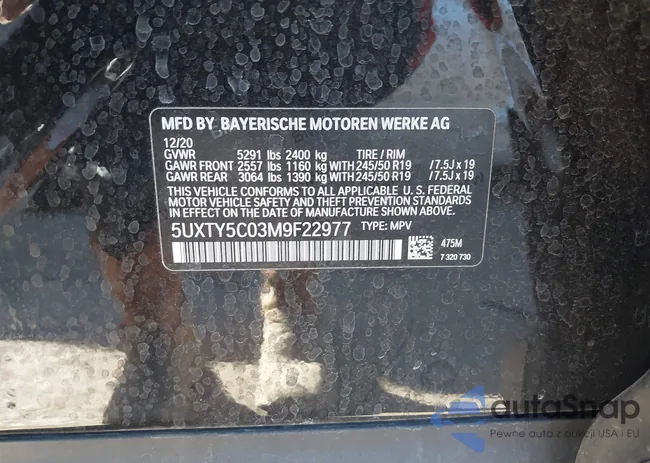 MFD BY BAYERISCHE MOTOREN WERKE AG
12/20
GVWR 5291 lbs 2400 kg TIRE / RIM
GAWR FRONT 2557 lbs 1160 kg WITH 245/50 R19 / 7.5J x 19
GAWR REAR 3064 lbs 1390 kg WITH 245/50 R19 / 7.5J x 19
THIS VEHICLE CONFORMS TO ALL APPLICABLE U. S. FEDERAL
MOTOR VEHICLE SAFETY AND THEFT PREVENTION STANDARDS
IN EFFECT ON THE DATE OF MANUFACTURE SHOWN ABOVE.
5UXTY5C03M9F22977 TYPE: MPV
475M
7 320 730
autaSnap
Pewne auta z aukcji USA i EU